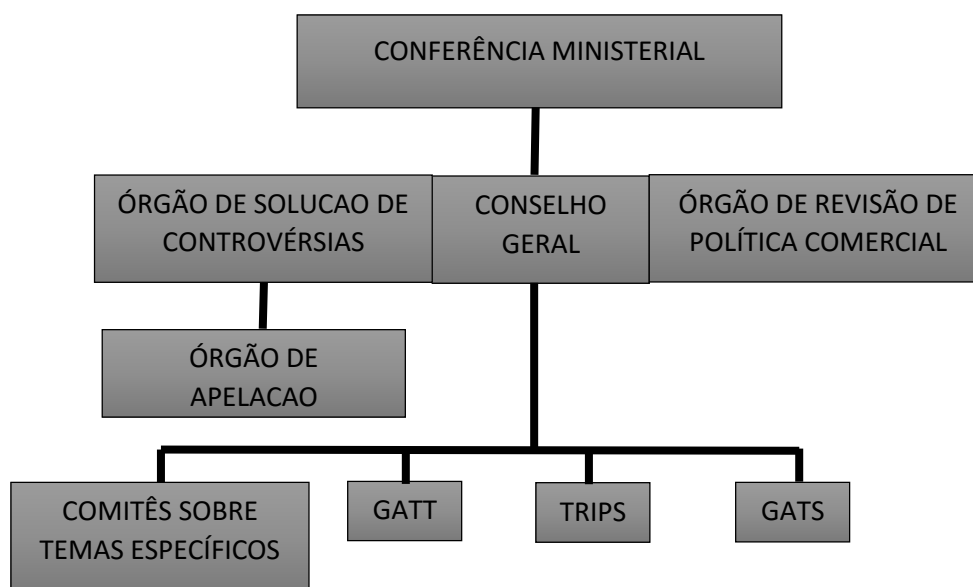 CONFERÊNCIA MINISTERIAL
ÓRGÃO DE SOLUCAO DE
CONTROVÉRSIAS
CONSELHO
GERAL
ÓRGÃO DE REVISÃO DE
POLÍTICA COMERCIAL
ÓRGÃO DE
APELACAO
COMITÊS SOBRE
TEMAS ESPECÍFICOS
GATT
TRIPS
GATS